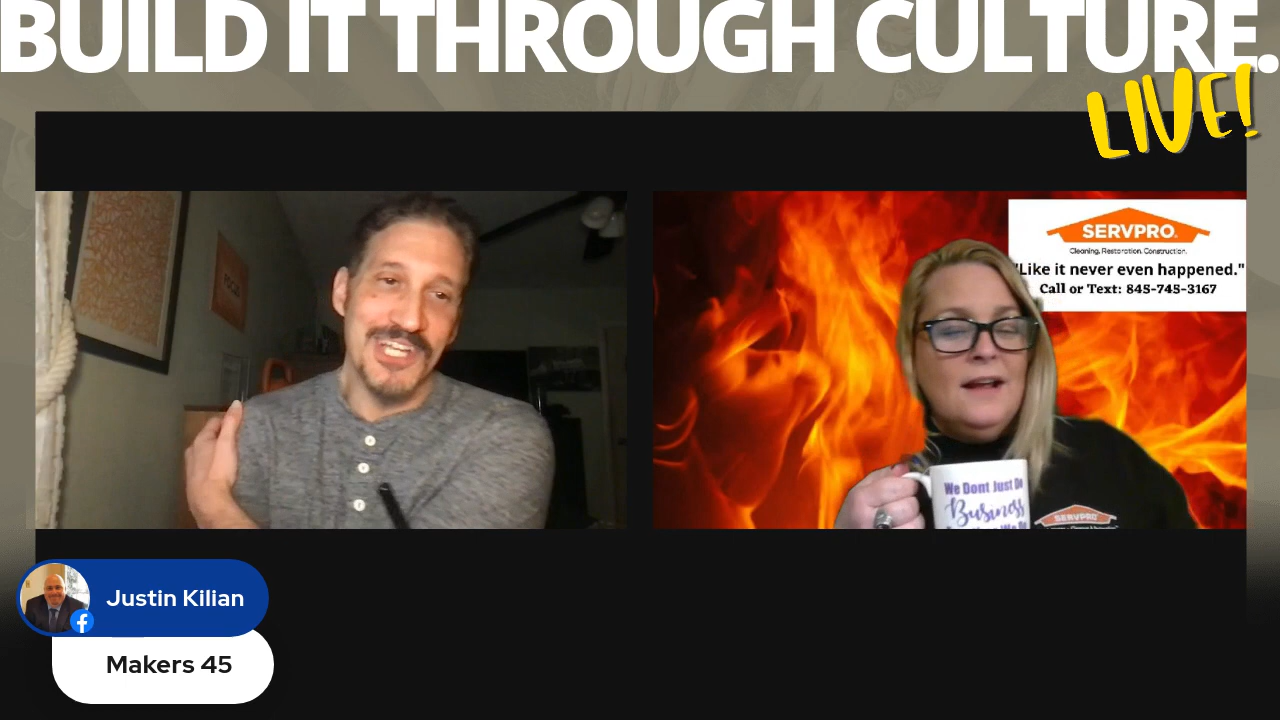 BUILD IT THROUGH CULTURE.
LIVE!
SERVPRO
Cleaning. Restoration. Construction.
"Like it never even happened."
Call or Text: 845-745-3167
We Dont Just Do
Business
SERVPRO
Justin Kilian
Makers 45